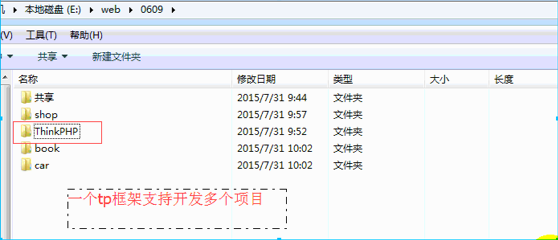 本地磁盘 (E:) ▸ web ▸ 0609 ▸
(V) 工具(T) 帮助(H)
共享 新建文件夹
名称 修改日期 类型 大小 长度
共享 2015/7/31 9:44 文件夹
shop 2015/7/31 9:57 文件夹
ThinkPHP 2015/7/31 9:52 文件夹
book 2015/7/31 10:02 文件夹
car 2015/7/31 10:02 文件夹
一个tp框架支持开发多个项目